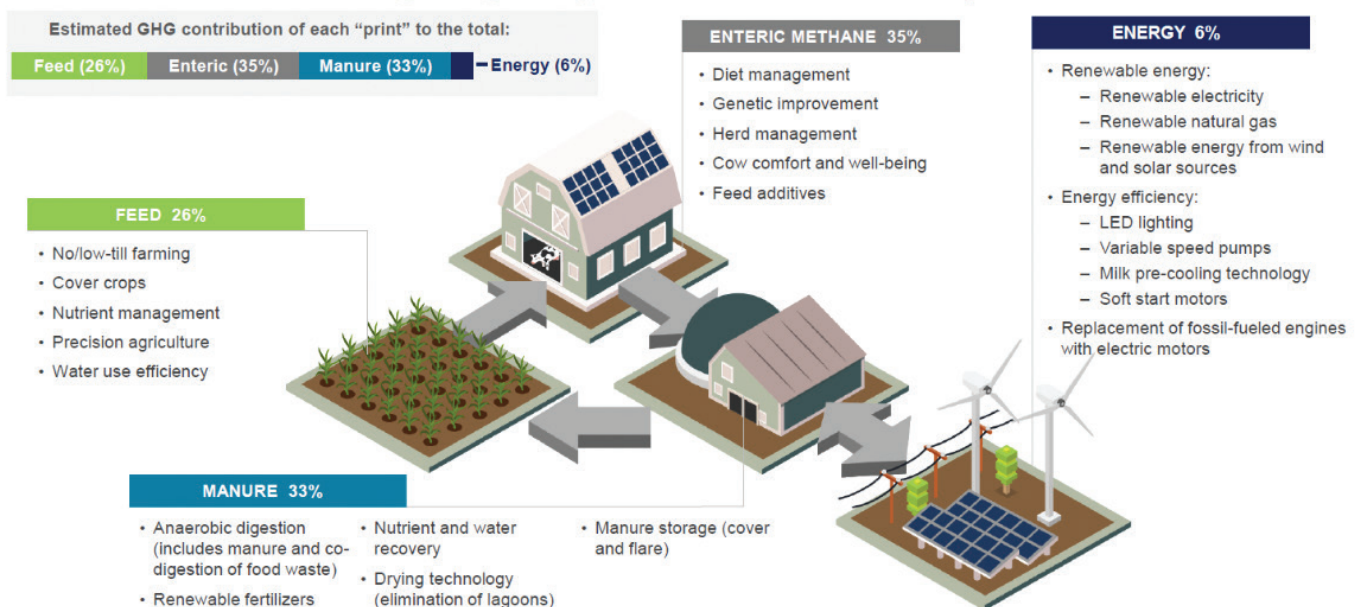 Estimated GHG contribution of each “print” to the total:
Feed (26%) Enteric (35%) Manure (33%) Energy (6%)
ENTERIC METHANE 35%
• Diet management
• Genetic improvement
• Herd management
• Cow comfort and well-being
• Feed additives
ENERGY 6%
• Renewable energy:
– Renewable electricity
– Renewable natural gas
– Renewable energy from wind
and solar sources
• Energy efficiency:
– LED lighting
– Variable speed pumps
– Milk pre-cooling technology
– Soft start motors
• Replacement of fossil-fueled engines
with electric motors
FEED 26%
• No/low-till farming
• Cover crops
• Nutrient management
• Precision agriculture
• Water use efficiency
MANURE 33%
• Anaerobic digestion
(includes manure and co-
digestion of food waste)
• Renewable fertilizers
• Nutrient and water
recovery
• Drying technology
(elimination of lagoons)
• Manure storage (cover
and flare)